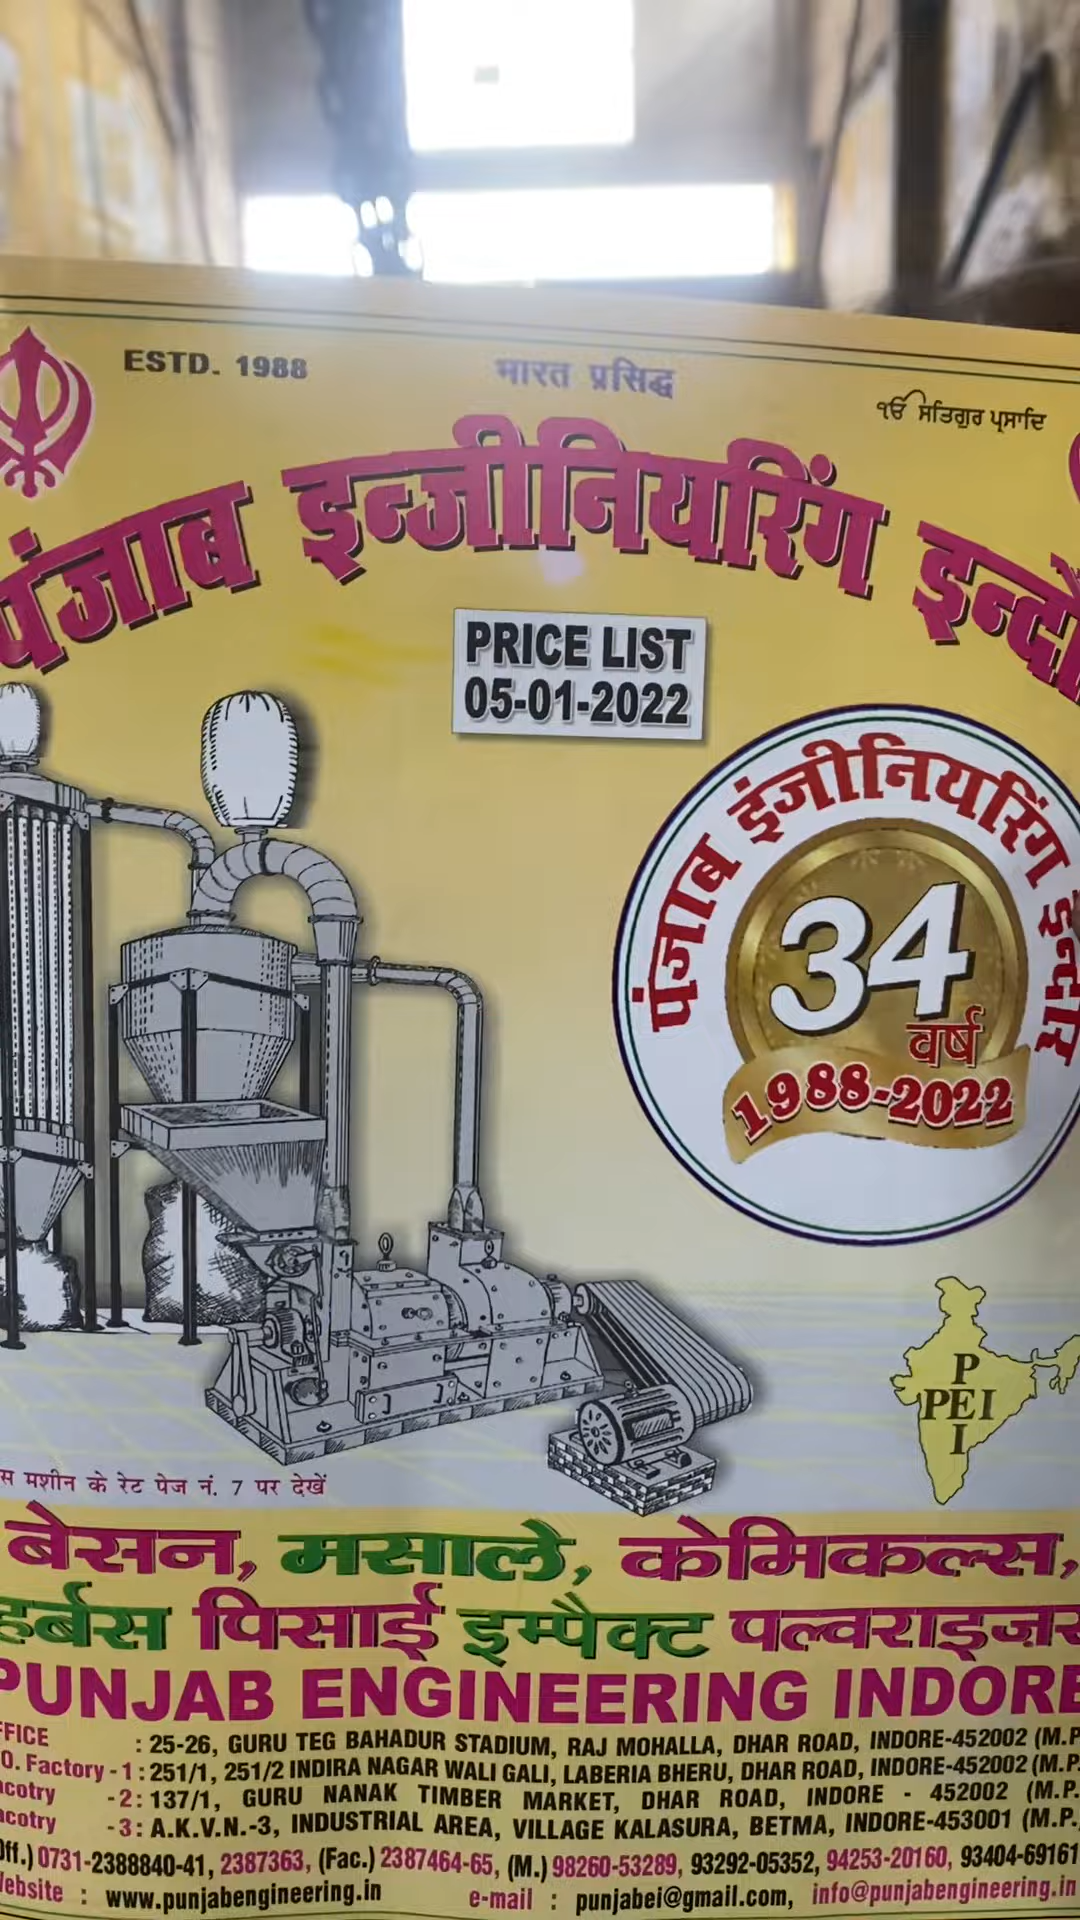 ESTD. 1988
भारत प्रसिद्ध
ੴ ਸਤਿਗੁਰ ਪ੍ਰਸਾਦਿ
पंजाब इन्जीनियरिंग
PRICE LIST
05-01-2022
पंजाब इंजीनियरिंग इन्दौर
34
वर्ष
1988-2022
P
PEI
I
मशीन के रेट पेज नं. 7 पर देखें
बेसन, मसाले, केमिकल्स,
हर्बस पिसाई इम्पैक्ट
PUNJAB ENGINEERING INDORE
: 25-26, GURU TEG BAHADUR STADIUM, RAJ MOHALLA, DHAR ROAD, INDORE-452002 (M.P.
Factory - 1 : 251/1, 251/2 INDIRA NAGAR WALI GALI, LABERIA BHERU, DHAR ROAD, INDORE-452002 (M.P.
- 2 : 137/1, GURU NANAK TIMBER MARKET, DHAR ROAD, INDORE - 452002 (M.P.
- 3 : A.K.V.N.-3, INDUSTRIAL AREA, VILLAGE KALASURA, BETMA, INDORE-453001 (M.P.
0731-2388840-41, 2387363, (Fac.) 2387464-65, (M.) 98260-53289, 93292-05352, 94253-20160, 93404-69161
: www.punjabengineering.in e-mail : punjabei@gmail.com, info@punjabengineering.in